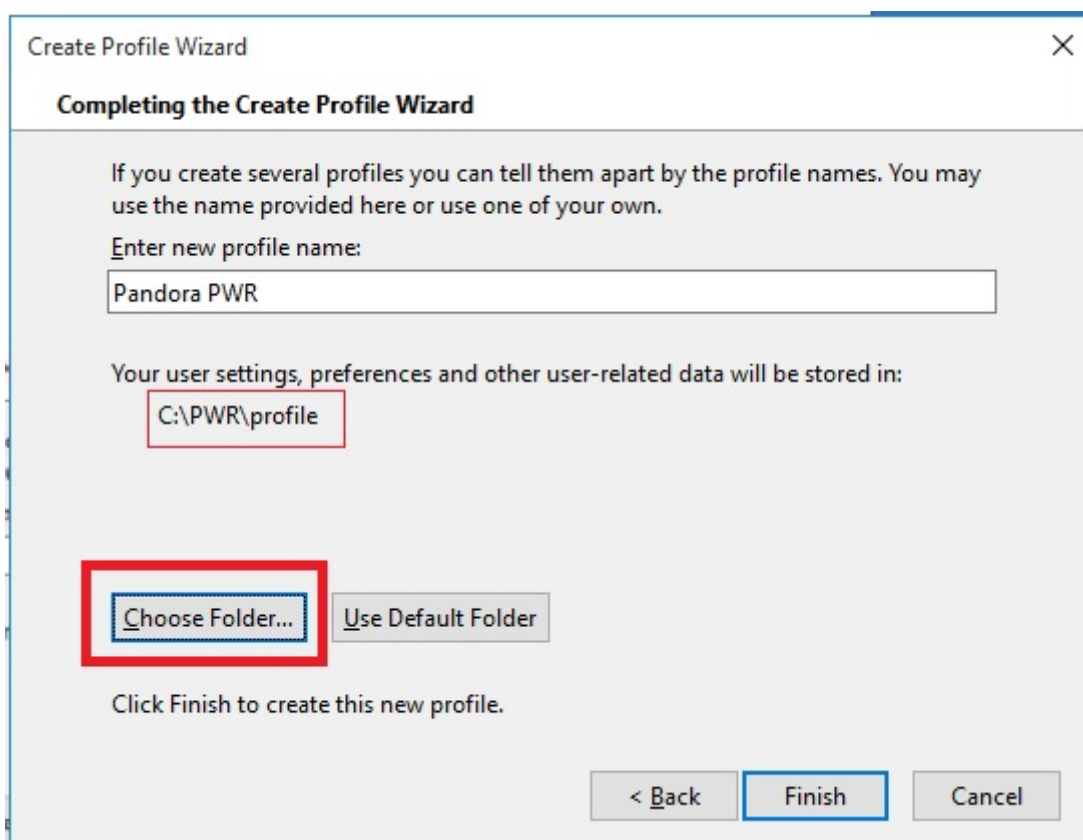 Create Profile Wizard
Completing the Create Profile Wizard
If you create several profiles you can tell them apart by the profile names. You may
use the name provided here or use one of your own.
Enter new profile name:
Pandora PWR
Your user settings, preferences and other user-related data will be stored in:
C:\PWR\profile
Choose Folder...
Use Default Folder
Click Finish to create this new profile.
< Back
Finish
Cancel